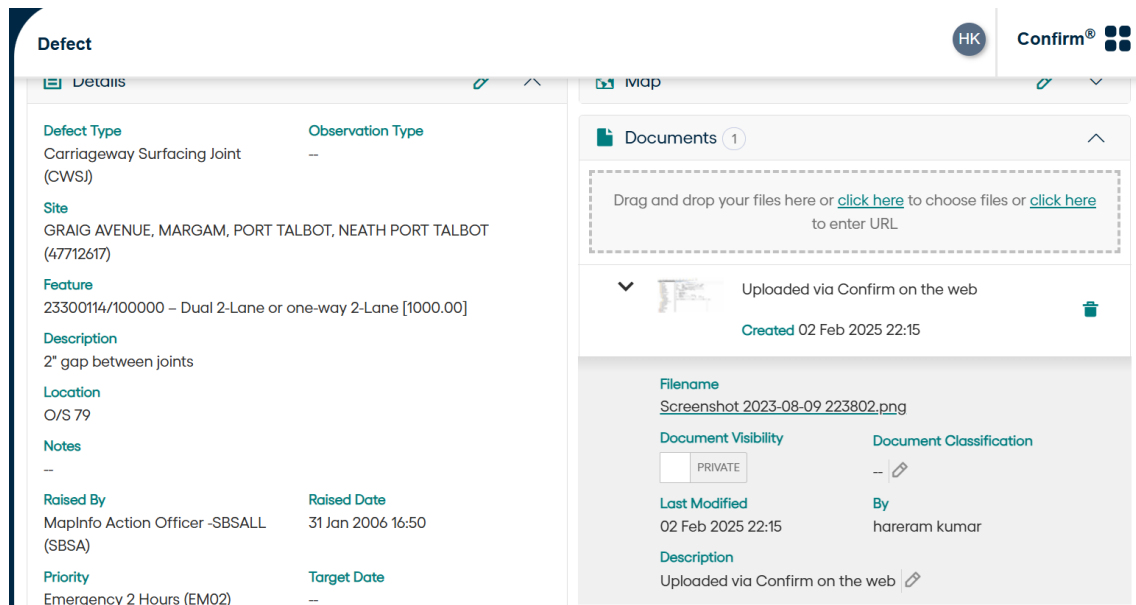 Defect
HK
Confirm®
Details
Map
Defect Type
Observation Type
Carriageway Surfacing Joint
(CWSJ)
--
Site
GRAIG AVENUE, MARGAM, PORT TALBOT, NEATH PORT TALBOT
(47712617)
Feature
23300114/100000 – Dual 2-Lane or one-way 2-Lane [1000.00]
Description
2" gap between joints
Location
O/S 79
Notes
--
Raised By
Raised Date
MapInfo Action Officer -SBSALL
(SBSA)
31 Jan 2006 16:50
Priority
Target Date
Emergency 2 Hours (EM02)
--
Documents 1
Drag and drop your files here or click here to choose files or click here
to enter URL
Uploaded via Confirm on the web
Created 02 Feb 2025 22:15
Filename
Screenshot 2023-08-09 223802.png
Document Visibility
Document Classification
PRIVATE
--
Last Modified
By
02 Feb 2025 22:15
hareram kumar
Description
Uploaded via Confirm on the web